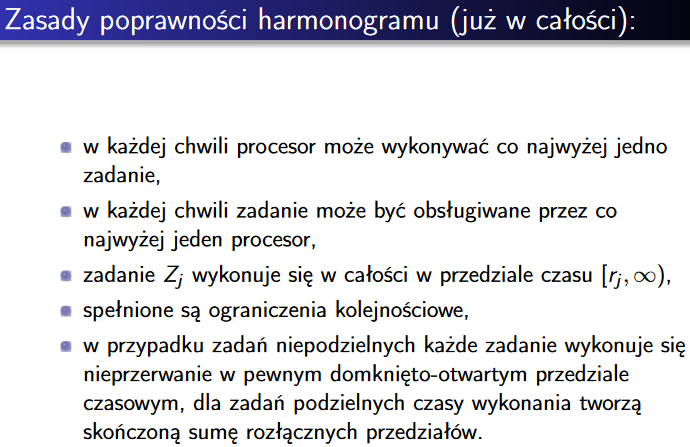 Zasady poprawności harmonogramu (już w całości):
w każdej chwili procesor może wykonywać co najwyżej jedno
zadanie,
w każdej chwili zadanie może być obsługiwane przez co
najwyżej jeden procesor,
zadanie Zj wykonuje się w całości w przedziale czasu [rj, ∞),
spełnione są ograniczenia kolejnościowe,
w przypadku zadań niepodzielnych każde zadanie wykonuje się
nieprzerwanie w pewnym domknięto-otwartym przedziale
czasowym, dla zadań podzielnych czasy wykonania tworzą
skończoną sumę rozłącznych przedziałów.